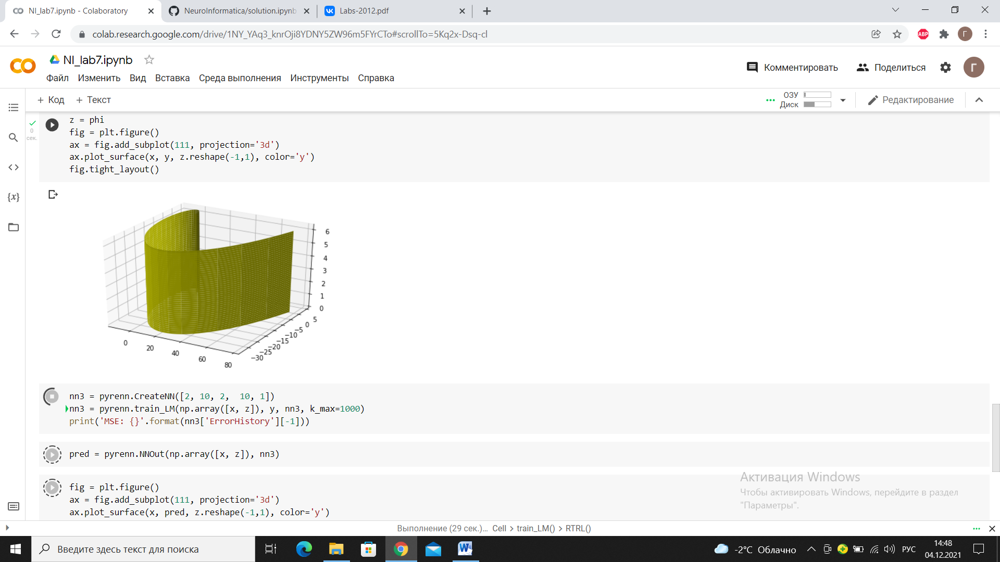 NI_lab7.ipynb - Colaboratory
NeuroInformatica/solution.ipynb
Labs-2012.pdf
colab.research.google.com/drive/1NY_YAq3_knrOji8YDNY5ZW96m5FYrCTo#scrollTo=5Kq2x-Dsq-cl
ABP
Г
NI_lab7.ipynb
Файл Изменить Вид Вставка Среда выполнения Инструменты Справка
Комментировать
Поделиться
Г
+ Код + Текст
ОЗУ
Диск
Редактирование
0
сек.
{x}
z = phi
fig = plt.figure()
ax = fig.add_subplot(111, projection='3d')
ax.plot_surface(x, y, z.reshape(-1,1), color='y')
fig.tight_layout()
6
5
4
3
2
1
0
5
0
−5
−10
−15
−20
−25
−30
0
20
40
60
80
nn3 = pyrenn.CreateNN([2, 10, 2,  10, 1])
nn3 = pyrenn.train_LM(np.array([x, z]), y, nn3, k_max=1000)
print('MSE: {}'.format(nn3['ErrorHistory'][-1]))
pred = pyrenn.NNOut(np.array([x, z]), nn3)
fig = plt.figure()
ax = fig.add_subplot(111, projection='3d')
ax.plot_surface(x, pred, z.reshape(-1,1), color='y')
Активация Windows
Чтобы активировать Windows, перейдите в раздел
"Параметры".
Выполнение (29 сек.)... Cell > train_LM() > RTRL()
Введите здесь текст для поиска
-2°C Облачно
РУС
14:48
04.12.2021